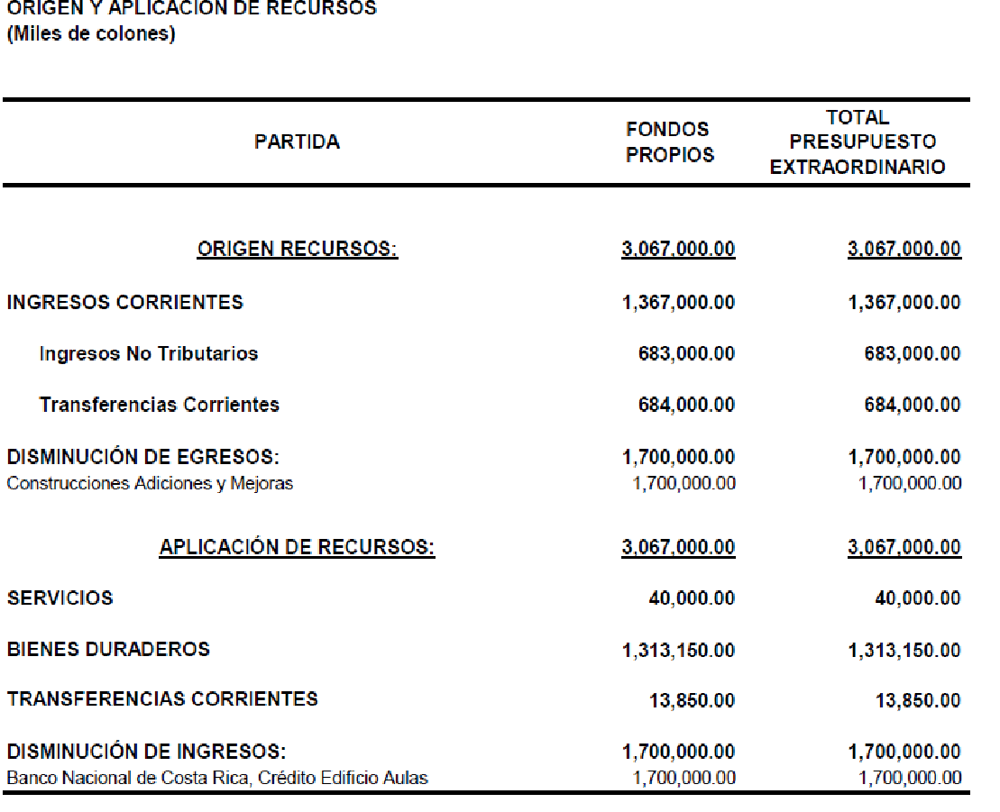 ORIGEN Y APLICACIÓN DE RECURSOS
(Miles de colones)
PARTIDA FONDOS PROPIOS TOTAL PRESUPUESTO EXTRAORDINARIO
ORIGEN RECURSOS: 3,067,000.00 3,067,000.00
INGRESOS CORRIENTES 1,367,000.00 1,367,000.00
Ingresos No Tributarios 683,000.00 683,000.00
Transferencias Corrientes 684,000.00 684,000.00
DISMINUCIÓN DE EGRESOS: 1,700,000.00 1,700,000.00
Construcciones Adiciones y Mejoras 1,700,000.00 1,700,000.00
APLICACIÓN DE RECURSOS: 3,067,000.00 3,067,000.00
SERVICIOS 40,000.00 40,000.00
BIENES DURADEROS 1,313,150.00 1,313,150.00
TRANSFERENCIAS CORRIENTES 13,850.00 13,850.00
DISMINUCIÓN DE INGRESOS: 1,700,000.00 1,700,000.00
Banco Nacional de Costa Rica, Crédito Edificio Aulas 1,700,000.00 1,700,000.00